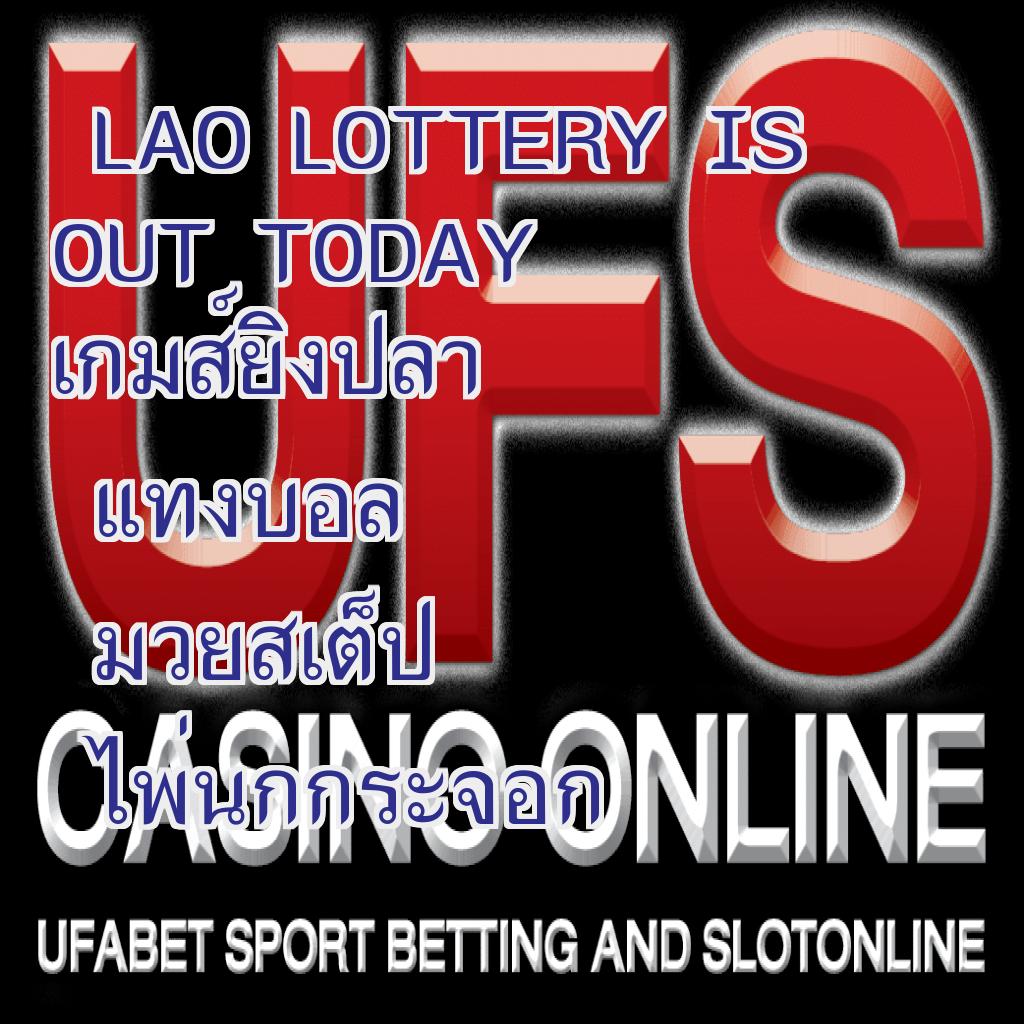 UFS
LAO LOTTERY IS
OUT TODAY
เกมส์ยิงปลา
แทงบอล
มวยสเต็ป
ไพ่นกกระจอก
CASINO ONLINE
UFABET SPORT BETTING AND SLOTONLINE